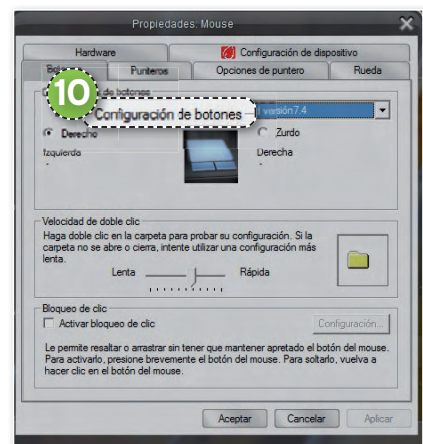 Propiedades: Mouse
Hardware
Configuración de dispositivo
Punteros
Opciones de puntero
Rueda
10
de botones
Configuración de botones
versión 7.4
Derecho
Zurdo
Izquierda
Derecha
-
-
Velocidad de doble clic
Haga doble clic en la carpeta para probar su configuración. Si la
carpeta no se abre o cierra, intente utilizar una configuración más
lenta.
Lenta
Rápida
Bloqueo de clic
Activar bloqueo de clic
Configuración...
Le permite resaltar o arrastrar sin tener que mantener apretado el botón del mouse.
Para activarlo, presione brevemente el botón del mouse. Para soltarlo, vuelva a
hacer clic en el botón del mouse.
Aceptar
Cancelar
Aplicar